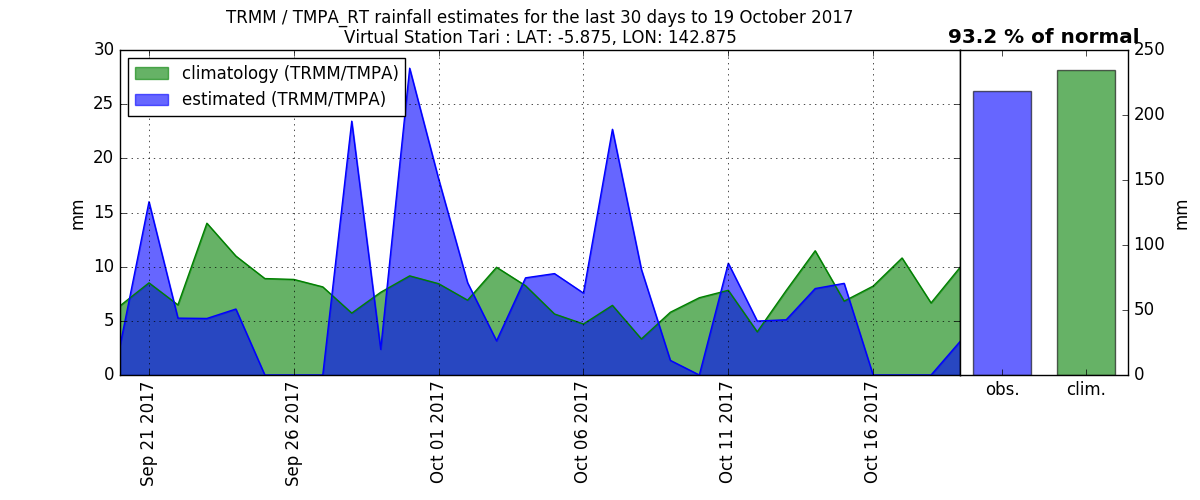 TRMM / TMPA_RT rainfall estimates for the last 30 days to 19 October 2017
Virtual Station Tari : LAT: -5.875, LON: 142.875
93.2 % of normal
climatology (TRMM/TMPA)
estimated (TRMM/TMPA)
30
25
20
15
10
5
0
mm
Sep 21 2017
Sep 26 2017
Oct 01 2017
Oct 06 2017
Oct 11 2017
Oct 16 2017
250
200
150
100
50
0
mm
obs.
clim.